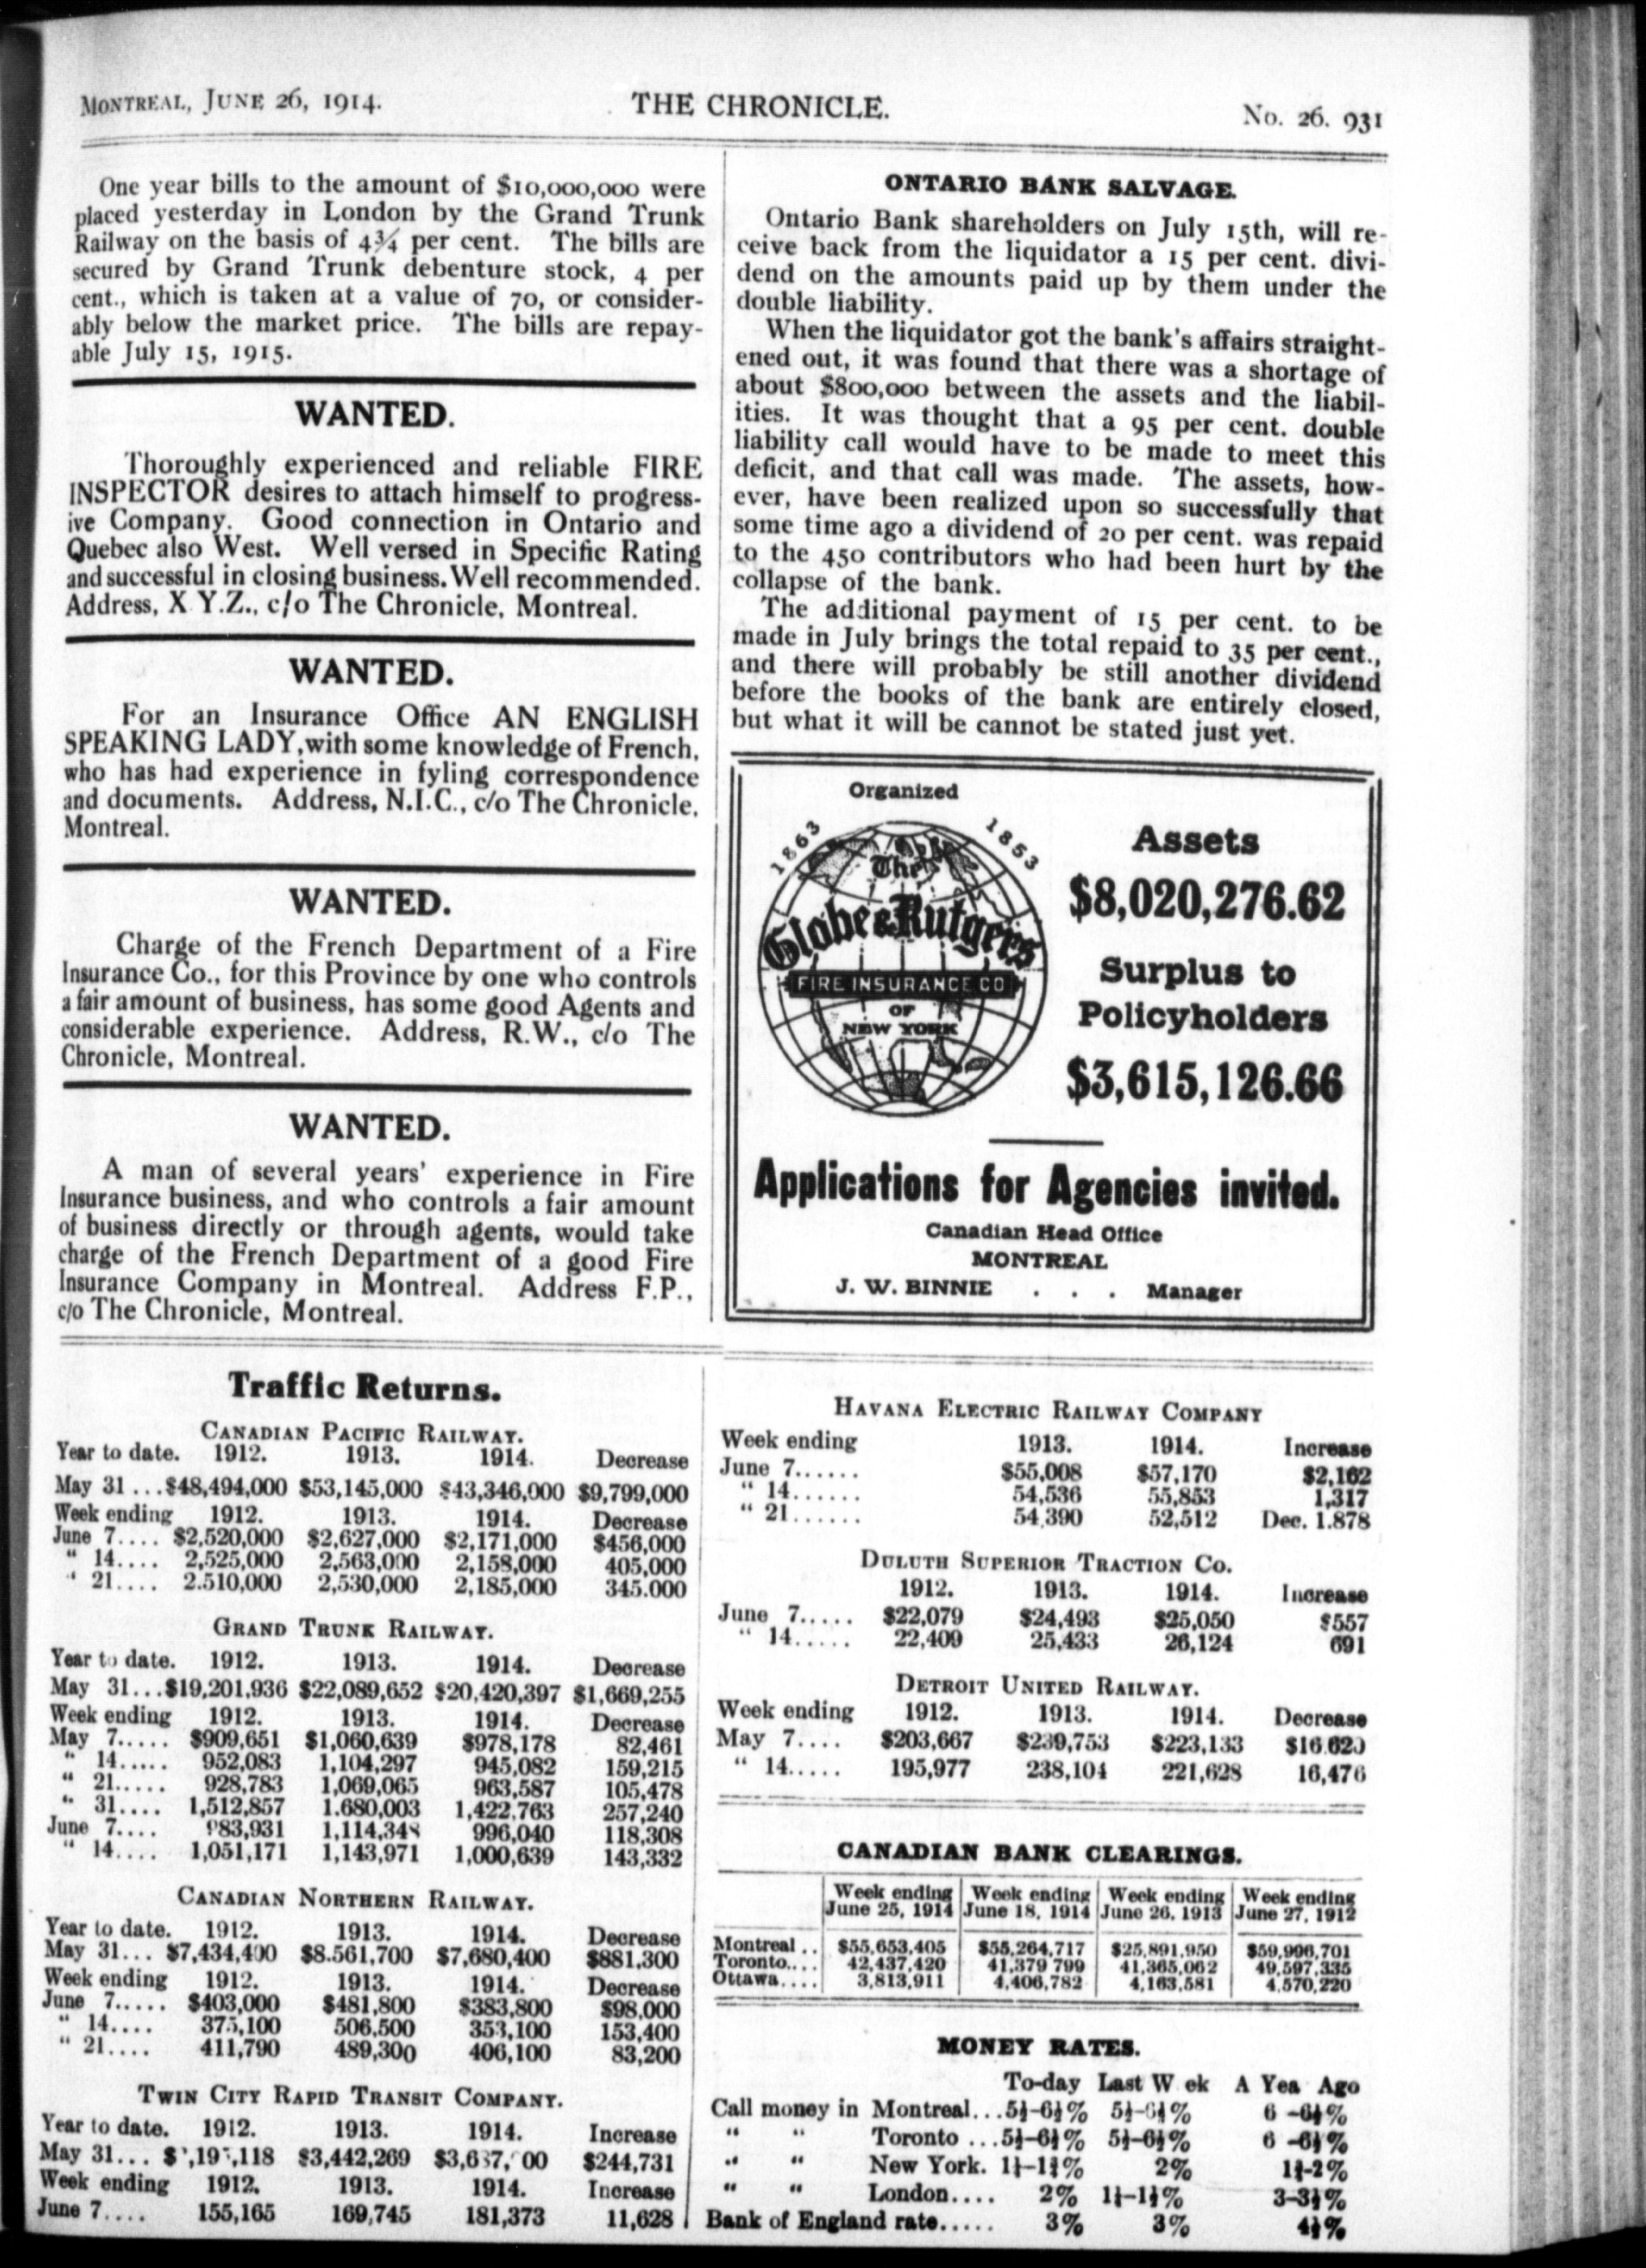 MONTREAL, JUNE 26, 1914.
THE CHRONICLE.
No. 26. 931
One year bills to the amount of $10,000,000 were
placed yesterday in London by the Grand Trunk
Railway on the basis of 4¾ per cent. The bills are
secured by Grand Trunk debenture stock, 4 per
cent., which is taken at a value of 70, or consider-
ably below the market price. The bills are repay-
able July 15, 1915.
WANTED.
Thoroughly experienced and reliable FIRE
INSPECTOR desires to attach himself to progress-
ive Company. Good connection in Ontario and
Quebec also West. Well versed in Specific Rating
and successful in closing business. Well recommended.
Address, X Y.Z., c/o The Chronicle, Montreal.
WANTED.
For an Insurance Office AN ENGLISH
SPEAKING LADY, with some knowledge of French,
who has had experience in fyling correspondence
and documents. Address, N.I.C., c/o The Chronicle,
Montreal.
WANTED.
Charge of the French Department of a Fire
Insurance Co., for this Province by one who controls
a fair amount of business, has some good Agents and
considerable experience. Address, R.W., c/o The
Chronicle, Montreal.
WANTED.
A man of several years' experience in Fire
Insurance business, and who controls a fair amount
of business directly or through agents, would take
charge of the French Department of a good Fire
Insurance Company in Montreal. Address F.P.,
c/o The Chronicle, Montreal.
ONTARIO BANK SALVAGE.
Ontario Bank shareholders on July 15th, will re-
ceive back from the liquidator a 15 per cent. divi-
dend on the amounts paid up by them under the
double liability.
When the liquidator got the bank's affairs straight-
ened out, it was found that there was a shortage of
about $800,000 between the assets and the liabil-
ities. It was thought that a 95 per cent. double
liability call would have to be made to meet this
deficit, and that call was made. The assets, how-
ever, have been realized upon so successfully that
some time ago a dividend of 20 per cent. was repaid
to the 450 contributors who had been hurt by the
collapse of the bank.
The additional payment of 15 per cent. to be
made in July brings the total repaid to 35 per cent.,
and there will probably be still another dividend
before the books of the bank are entirely closed,
but what it will be cannot be stated just yet.
Organized
1863 1853
The
Globe & Rutgers
FIRE INSURANCE CO
OF
NEW YORK
Assets
$8,020,276.62
Surplus to
Policyholders
$3,615,126.66
Applications for Agencies invited.
Canadian Head Office
MONTREAL
J. W. BINNIE . . . Manager
Traffic Returns.
CANADIAN PACIFIC RAILWAY.
Year to date. 1912. 1913. 1914. Decrease
May 31 ...$48,494,000 $53,145,000 $43,346,000 $9,799,000
Week ending 1912. 1913. 1914. Decrease
June 7.... $2,520,000 $2,627,000 $2,171,000 $456,000
" 14.... 2,525,000 2,563,000 2,158,000 405,000
" 21.... 2.510,000 2,530,000 2,185,000 345.000
GRAND TRUNK RAILWAY.
Year to date. 1912. 1913. 1914. Decrease
May 31...$19,201,936 $22,089,652 $20,420,397 $1,669,255
Week ending 1912. 1913. 1914. Decrease
May 7..... $909,651 $1,060,639 $978,178 82,461
" 14..... 952,083 1,104,297 945,082 159,215
" 21..... 928,783 1,069,065 963,587 105,478
" 31.... 1,512,857 1.680,003 1,422,763 257,240
June 7.... 83,931 1,114,348 996,040 118,308
" 14.... 1,051,171 1,143,971 1,000,639 143,332
CANADIAN NORTHERN RAILWAY.
Year to date. 1912. 1913. 1914. Decrease
May 31... $7,434,400 $8.561,700 $7,680,400 $881,300
Week ending 1912. 1913. 1914. Decrease
June 7..... $403,000 $481,800 $383,800 $98,000
" 14.... 375,100 506,500 353,100 153,400
" 21.... 411,790 489,300 406,100 83,200
TWIN CITY RAPID TRANSIT COMPANY.
Year to date. 1912. 1913. 1914. Increase
May 31... $3,442,269 $244,731
Week ending 1912. 1913. 1914. Increase
June 7.... 155,165 169,745 181,373 11,628
HAVANA ELECTRIC RAILWAY COMPANY
Week ending 1913. 1914. Increase
June 7...... $55,008 $57,170 $2,162
" 14...... 54,536 55,853 1,317
" 21...... 54,390 52,512 Dec. 1.878
DULUTH SUPERIOR TRACTION CO.
1912. 1913. 1914. Increase
June 7..... $22,079 $24,493 $25,050 $557
" 14..... 22,409 25,433 26,124 691
DETROIT UNITED RAILWAY.
Week ending 1912. 1913. 1914. Decrease
May 7.... $203,667 $239,753 $223,133 $16.620
" 14..... 195,977 238,104 221,628 16,476
CANADIAN BANK CLEARINGS.
Week ending Week ending Week ending Week ending
June 25, 1914 June 18, 1914 June 26, 1913 June 27, 1912
Montreal .. $55,653,405 $55,264,717 $25,891,950 $59,996,701
Toronto.... 42,437,420 41,379 799 41,365,062 49,597,335
Ottawa.... 3,813,911 4,406,782 4,163,581 4,570,220
MONEY RATES.
To-day Last W ek A Yea Ago
Call money in Montreal...
" " Toronto ...
" " New York. 2%
" " London.... 2%
Bank of England rate..... 3% 3% 4½%